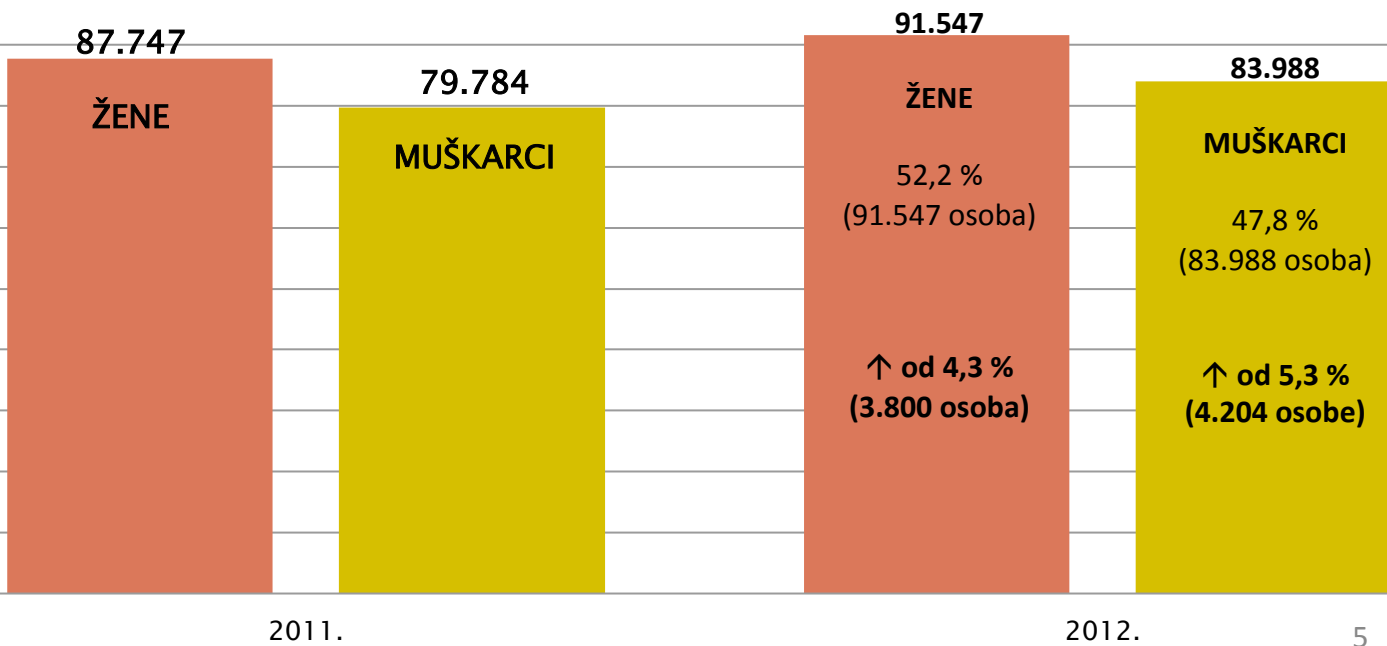 87.747
ŽENE
79.784
MUŠKARCI
91.547
ŽENE
52,2 %
(91.547 osoba)
↑ od 4,3 %
(3.800 osoba)
83.988
MUŠKARCI
47,8 %
(83.988 osoba)
↑ od 5,3 %
(4.204 osobe)
2011.
2012.
5